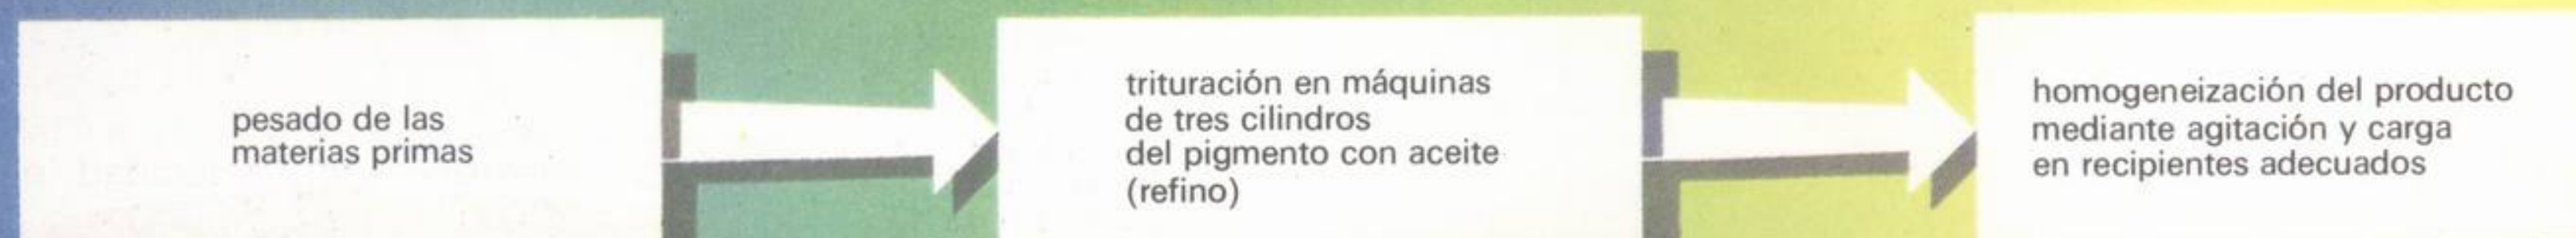 pesado de las
materias primas
trituración en máquinas
de tres cilindros
del pigmento con aceite
(refino)
homogeneización del producto
mediante agitación y carga
en recipientes adecuados